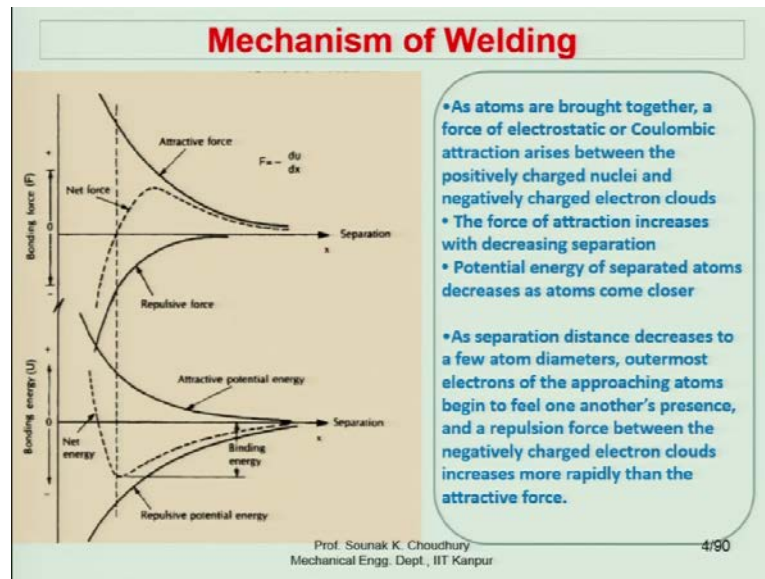 Mechanism of Welding
Attractive force
F= - du
dx
Net force
+
Bonding force (F)
0
-
Separation
x
Repulsive force
+
Bonding energy (U)
0
-
Attractive potential energy
Separation
x
Net
energy
Binding
energy
Repulsive potential energy
•As atoms are brought together, a
force of electrostatic or Coulombic
attraction arises between the
positively charged nuclei and
negatively charged electron clouds
• The force of attraction increases
with decreasing separation
• Potential energy of separated atoms
decreases as atoms come closer
•As separation distance decreases to
a few atom diameters, outermost
electrons of the approaching atoms
begin to feel one another's presence,
and a repulsion force between the
negatively charged electron clouds
increases more rapidly than the
attractive force.
Prof. Sounak K. Choudhury
Mechanical Engg. Dept., IIT Kanpur
4/90